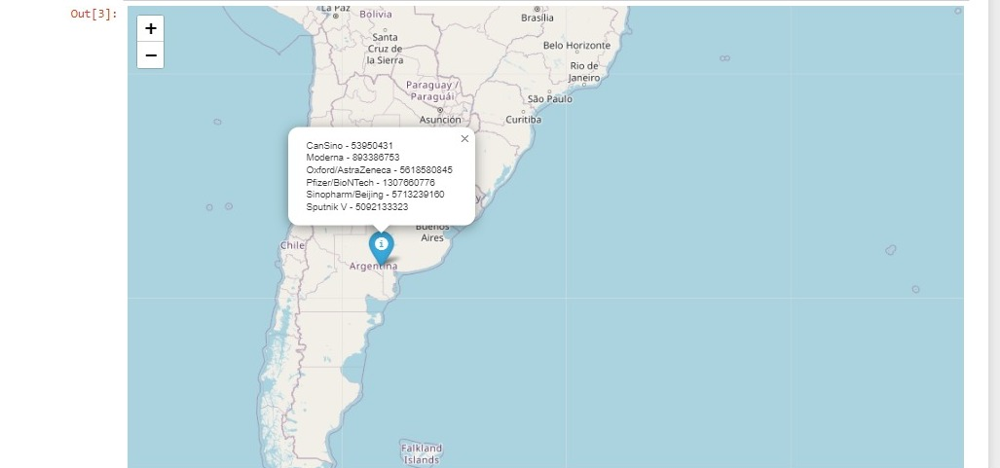 Out[3]:
+
−
La Paz
Bolivia
Brasília
Santa
Cruz de
la Sierra
Belo Horizonte
Rio de
Janeiro
Paraguay /
Paraguái
São Paulo
Asunción
Curitiba
×
CanSino - 53950431
Moderna - 893386753
Oxford/AstraZeneca - 5618580845
Pfizer/BioNTech - 1307660776
Sinopharm/Beijing - 5713239160
Sputnik V - 5092133323
y
Buenos
Aires
i
Chile
Argentina
Falkland
Islands